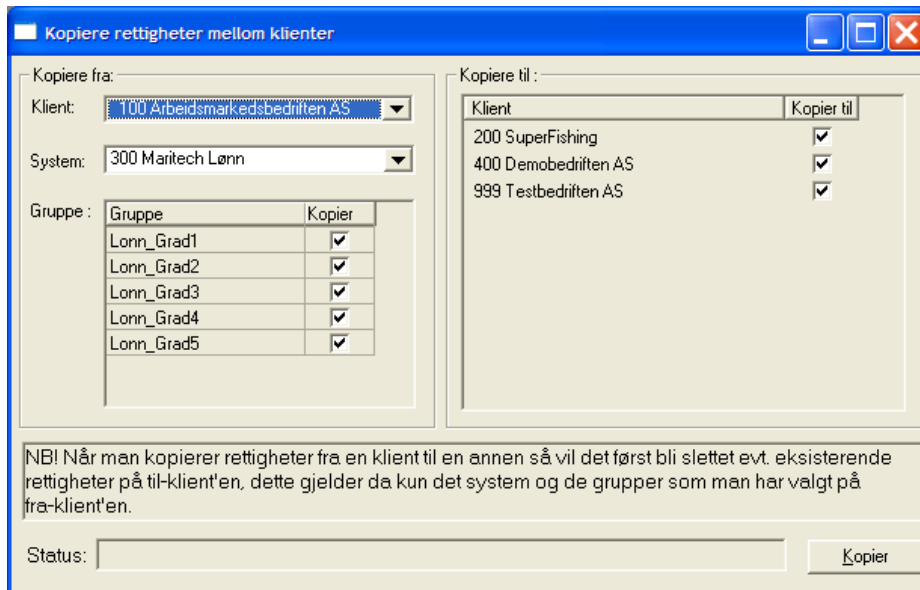 Kopiere rettigheter mellom klienter
Kopiere fra:
Klient: 100 Arbeidsmarkedsbedriften AS
System: 300 Maritech Lønn
Gruppe :
Gruppe Kopier
Lonn_Grad1
Lonn_Grad2
Lonn_Grad3
Lonn_Grad4
Lonn_Grad5
Kopiere til :
Klient Kopier til
200 SuperFishing
400 Demobedriften AS
999 Testbedriften AS
NB! Når man kopierer rettigheter fra en klient til en annen så vil det først bli slettet evt. eksisterende
rettigheter på til-klient'en, dette gjelder da kun det system og de grupper som man har valgt på
fra-klient'en.
Status:
Kopier